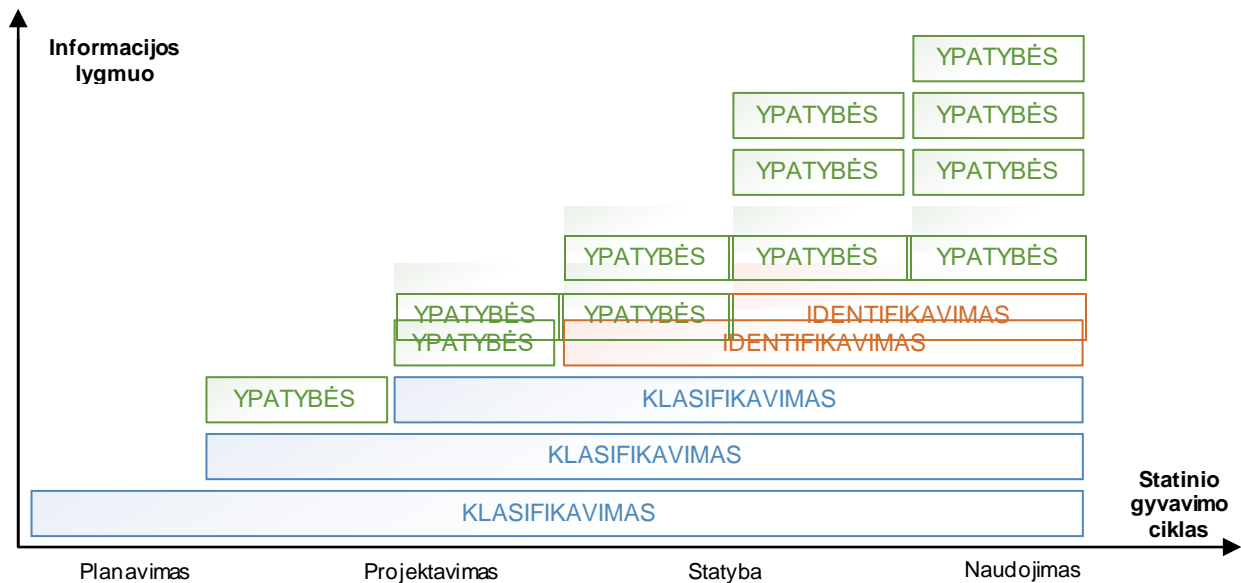 Informacijos
lygmuo
YPATYBĖS
YPATYBĖS YPATYBĖS
YPATYBĖS YPATYBĖS
YPATYBĖS YPATYBĖS YPATYBĖS
YPATYBĖS YPATYBĖS IDENTIFIKAVIMAS
YPATYBĖS IDENTIFIKAVIMAS
YPATYBĖS KLASIFIKAVIMAS
KLASIFIKAVIMAS
KLASIFIKAVIMAS
Statinio
gyvavimo
ciklas
Planavimas Projektavimas Statyba Naudojimas